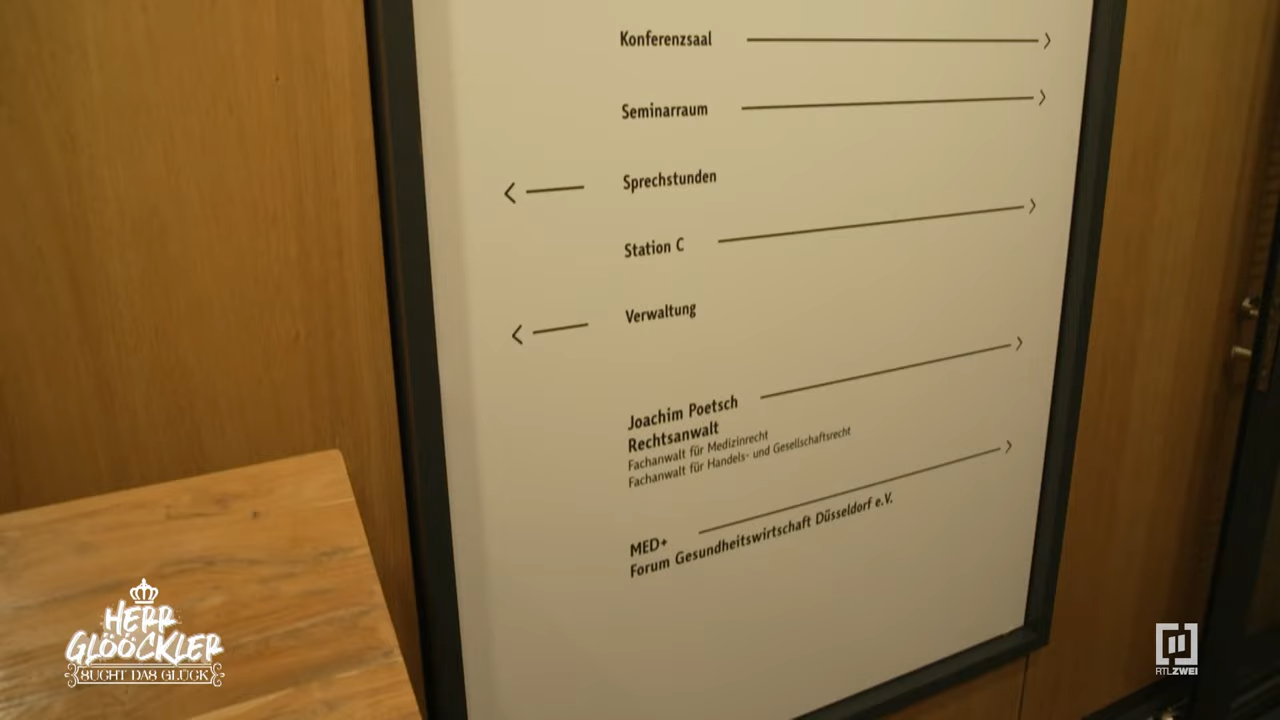 Konferenzsaal
Seminarraum
Sprechstunden
Station C
Verwaltung
Joachim Poetsch
Rechtsanwalt
Fachanwalt für Medizinrecht
Fachanwalt für Handels- und Gesellschaftsrecht
MED+
Forum Gesundheitswirtschaft Düsseldorf e.V.
HERR
GLÖÖCKLER
SUCHT DAS GLÜCK
RTLZWEI